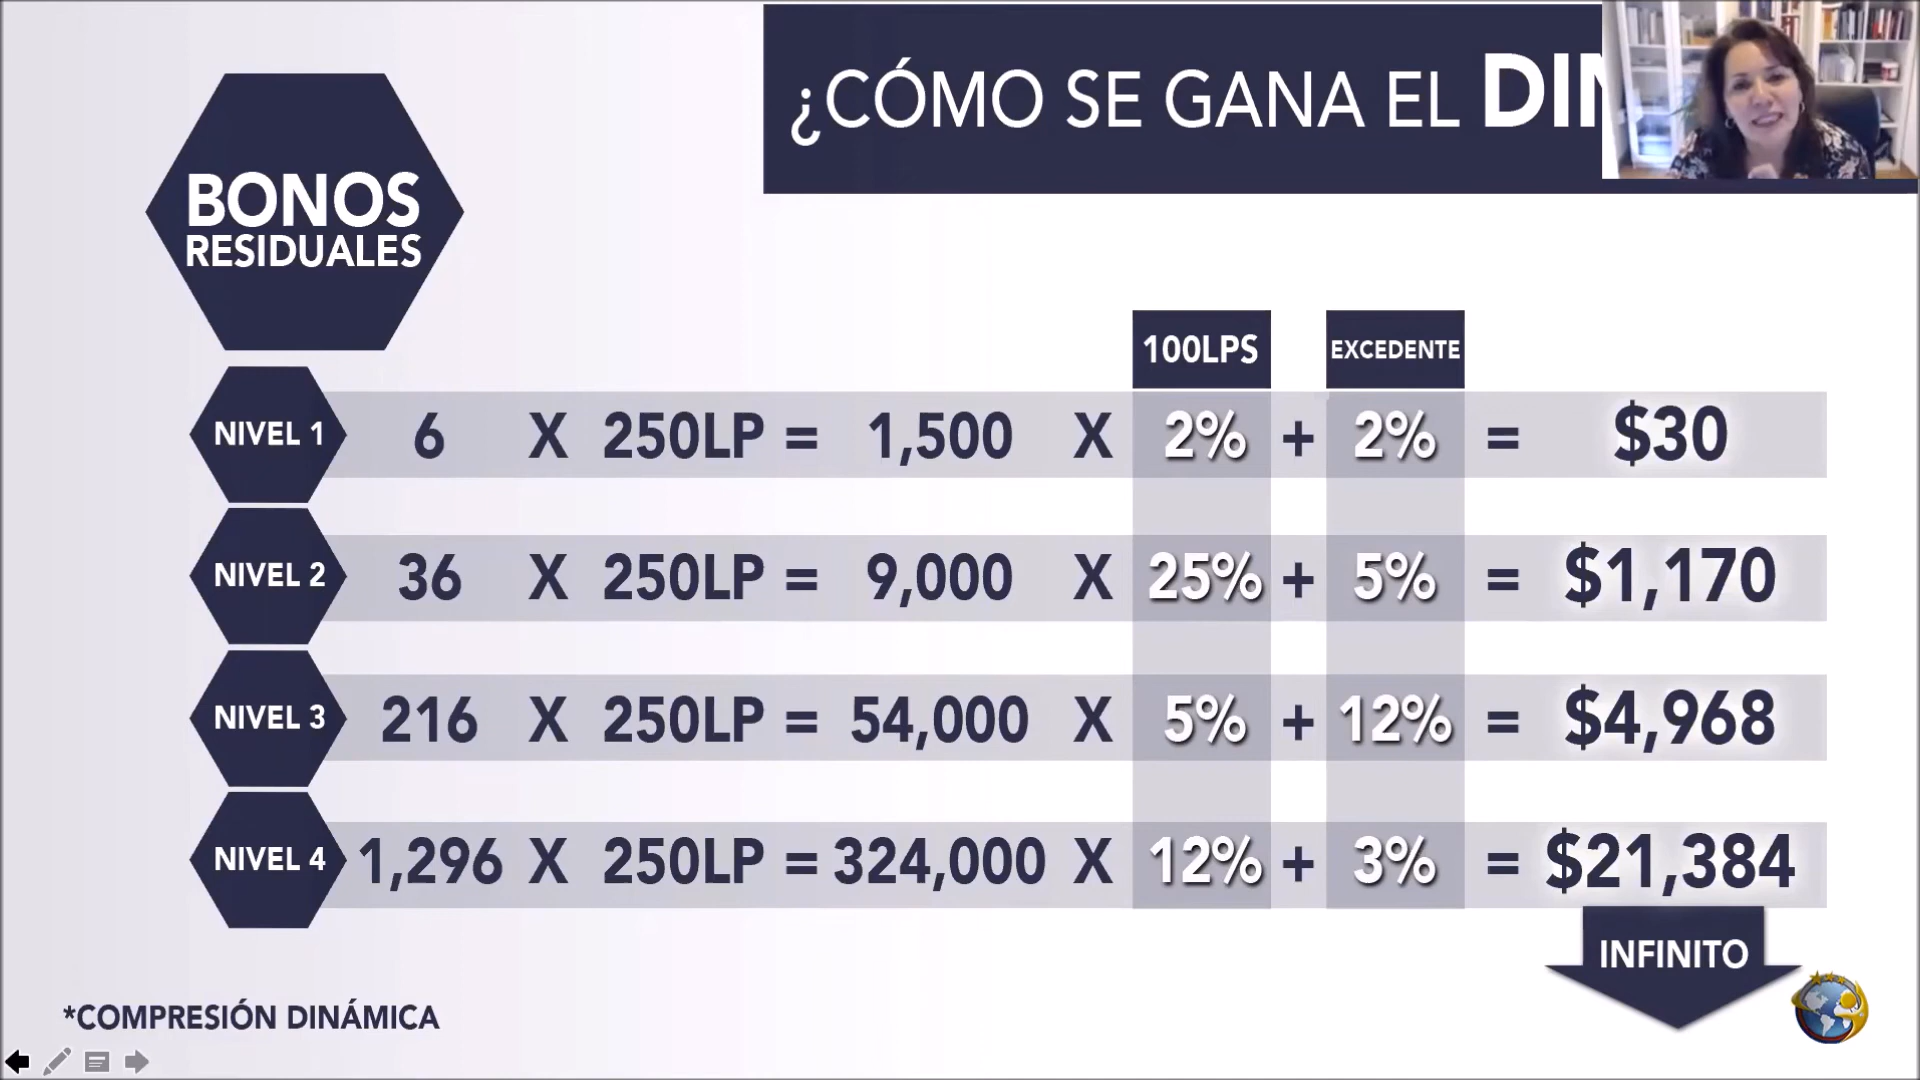 ¿CÓMO SE GANA EL
BONOS
RESIDUALES
100LPS EXCEDENTE
NIVEL 1 6 X 250LP = 1,500 X 2% + 2% = $30
NIVEL 2 36 X 250LP = 9,000 X 25% + 5% = $1,170
NIVEL 3 216 X 250LP = 54,000 X 5% + 12% = $4,968
NIVEL 4 1,296 X 250LP = 324,000 X 12% + 3% = $21,384
INFINITO
*COMPRESIÓN DINÁMICA